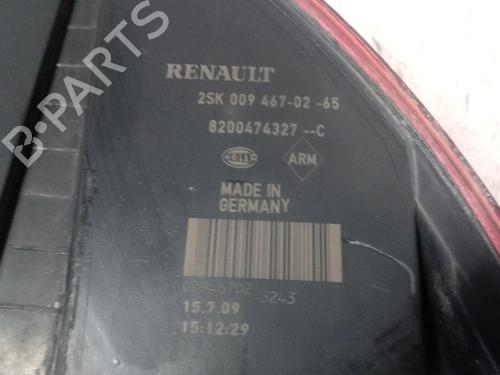 RENAULT
2SK 009 467-02 -65
8200474327 --C
HELLA
ARM
MADE IN
GERMANY
00946702 3243
15.7.09
15:12:29
B-PARTS